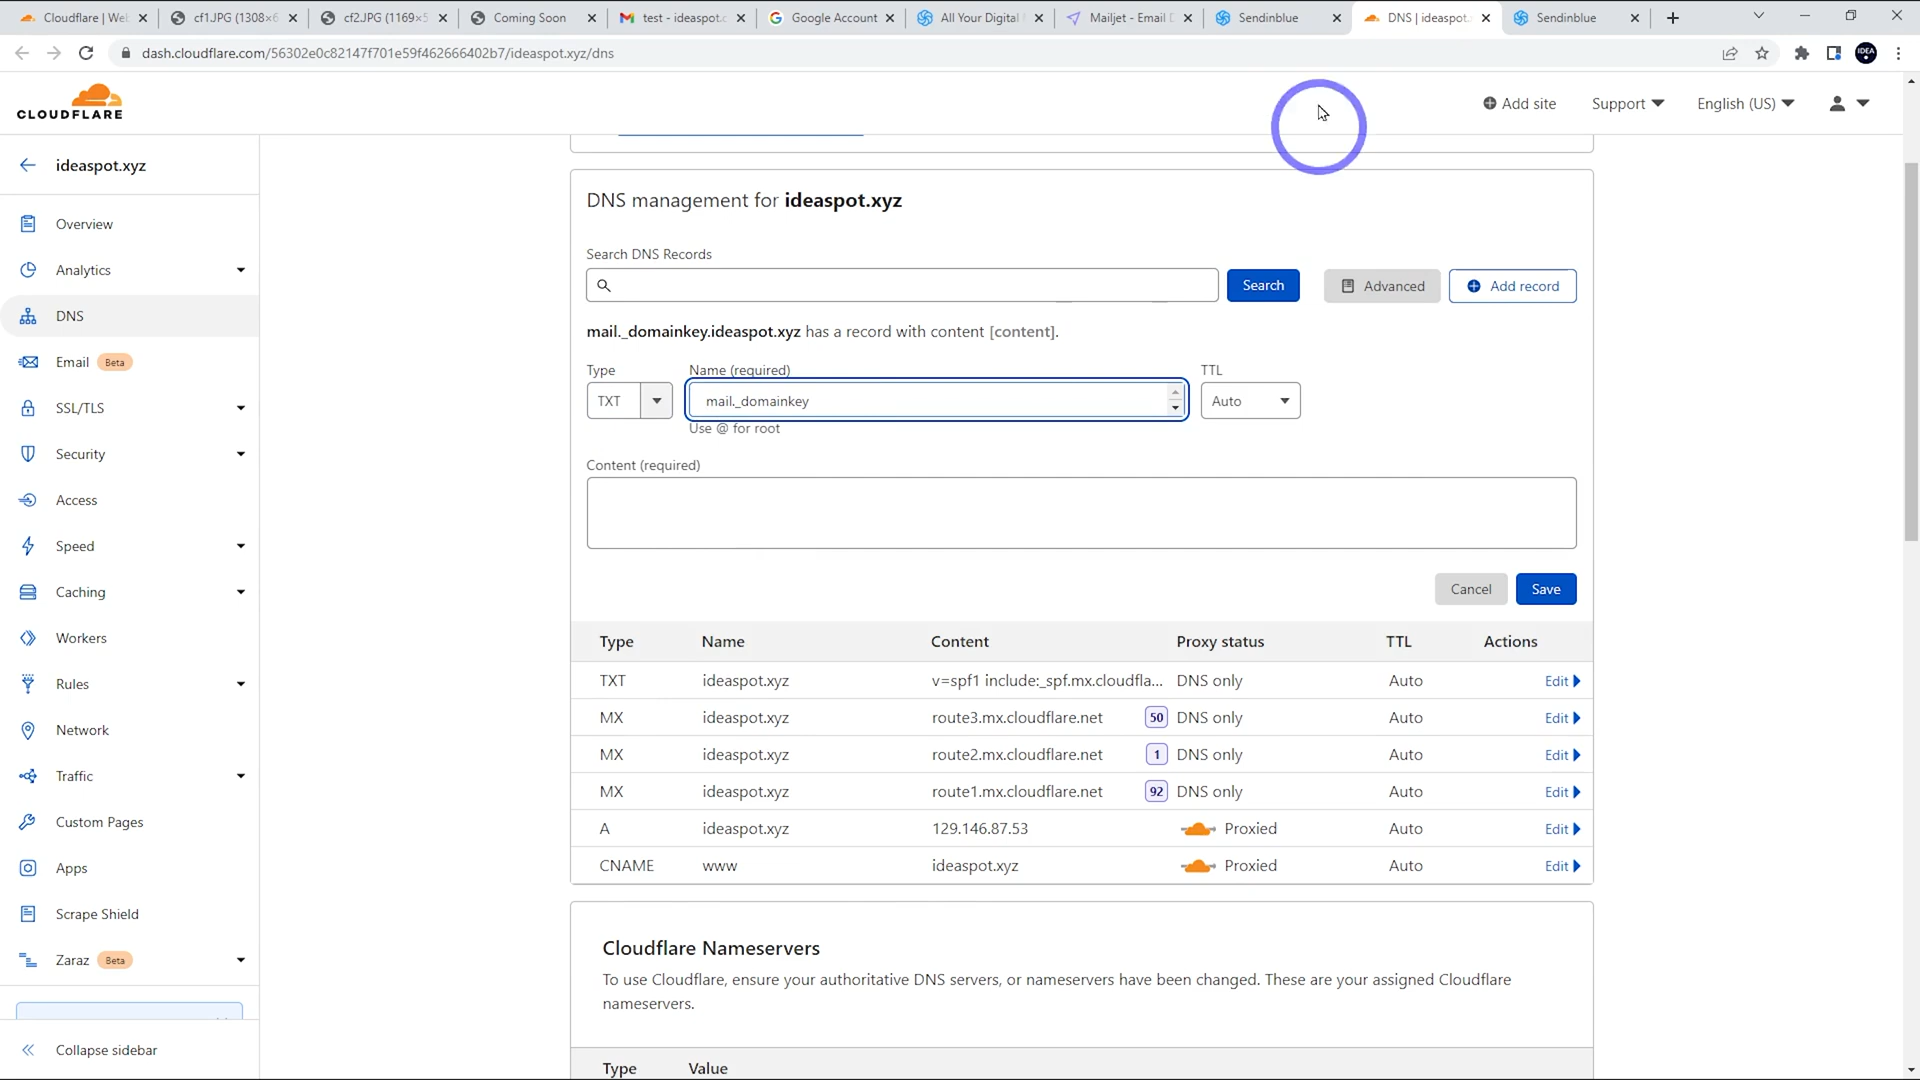 Cloudflare | Web
cf1.JPG (1308×6
cf2.JPG (1169×5
Coming Soon
test - ideaspot.c
Google Account
All Your Digital
Mailjet - Email D
Sendinblue
DNS | ideaspot.
Sendinblue
dash.cloudflare.com/56302e0c82147f701e59f462666402b7/ideaspot.xyz/dns
IDEA
CLOUDFLARE
Add site
Support
English (US)
ideaspot.xyz
Overview
Analytics
DNS
Email Beta
SSL/TLS
Security
Access
Speed
Caching
Workers
Rules
Network
Traffic
Custom Pages
Apps
Scrape Shield
Zaraz Beta
Collapse sidebar
DNS management for ideaspot.xyz
Search DNS Records
Search
Advanced
Add record
mail._domainkey.ideaspot.xyz has a record with content [content].
Type Name (required) TTL
TXT mail._domainkey Auto
Use @ for root
Content (required)
Cancel Save
Type Name Content Proxy status TTL Actions
TXT ideaspot.xyz v=spf1 include:_spf.mx.cloudfla... DNS only Auto Edit
MX ideaspot.xyz route3.mx.cloudflare.net 50 DNS only Auto Edit
MX ideaspot.xyz route2.mx.cloudflare.net 1 DNS only Auto Edit
MX ideaspot.xyz route1.mx.cloudflare.net 92 DNS only Auto Edit
A ideaspot.xyz 129.146.87.53 Proxied Auto Edit
CNAME www ideaspot.xyz Proxied Auto Edit
Cloudflare Nameservers
To use Cloudflare, ensure your authoritative DNS servers, or nameservers have been changed. These are your assigned Cloudflare
nameservers.
Type Value